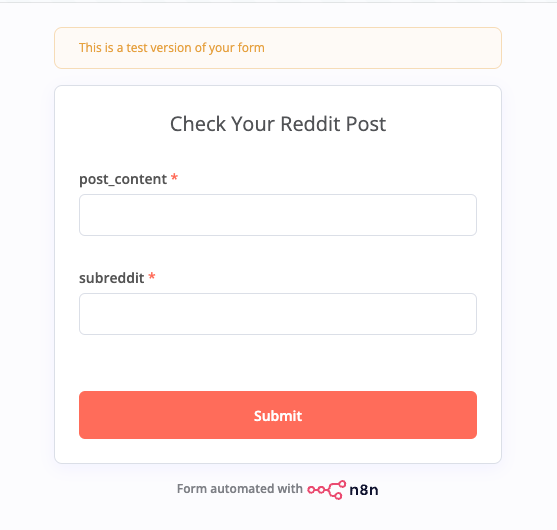 This is a test version of your form
Check Your Reddit Post
post_content *
subreddit *
Submit
Form automated with n8n